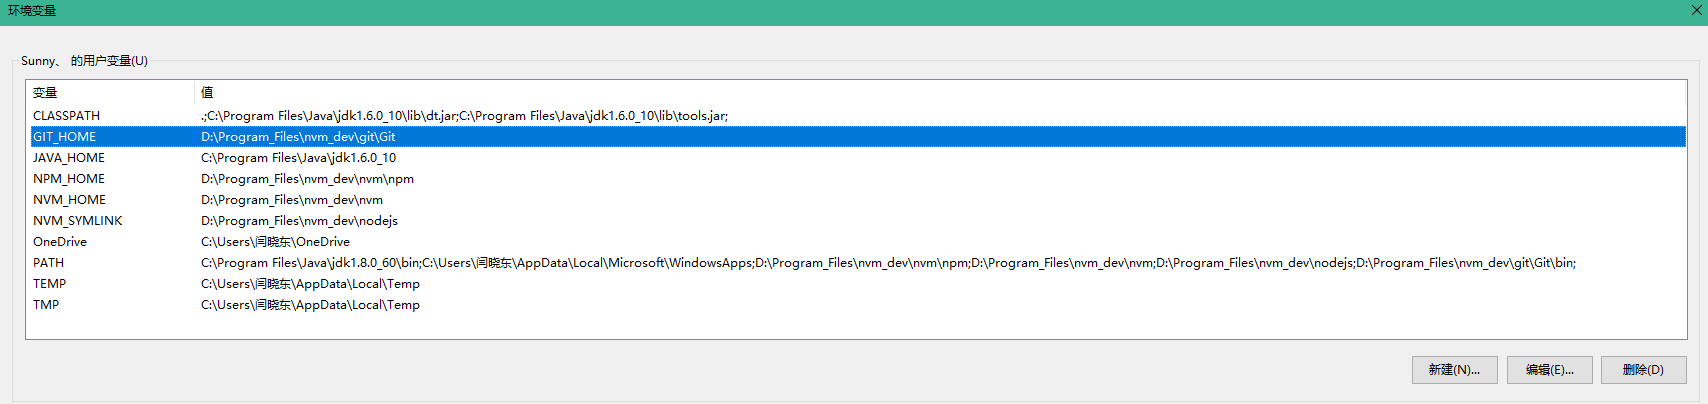 环境变量
Sunny、 的用户变量(U)
变量 值
CLASSPATH .;C:\Program Files\Java\jdk1.6.0_10\lib\dt.jar;C:\Program Files\Java\jdk1.6.0_10\lib\tools.jar;
GIT_HOME D:\Program_Files\nvm_dev\git\Git
JAVA_HOME C:\Program Files\Java\jdk1.6.0_10
NPM_HOME D:\Program_Files\nvm_dev\nvm\npm
NVM_HOME D:\Program_Files\nvm_dev\nvm
NVM_SYMLINK D:\Program_Files\nvm_dev\nodejs
OneDrive C:\Users\闫晓东\OneDrive
PATH C:\Program Files\Java\jdk1.8.0_60\bin;C:\Users\闫晓东\AppData\Local\Microsoft\WindowsApps;D:\Program_Files\nvm_dev\nvm\npm;D:\Program_Files\nvm_dev\nvm;D:\Program_Files\nvm_dev\nodejs;D:\Program_Files\nvm_dev\git\Git\bin;
TEMP C:\Users\闫晓东\AppData\Local\Temp
TMP C:\Users\闫晓东\AppData\Local\Temp
新建(N)... 编辑(E)... 删除(D)